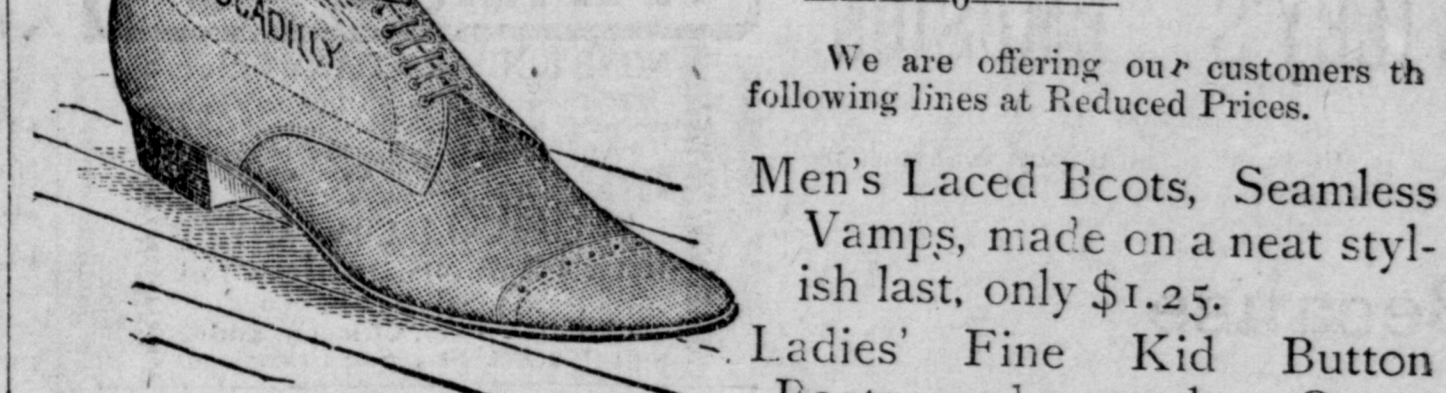 CADILLY
We are offering our customers th
following lines at Reduced Prices.
Men's Laced Boots, Seamless
Vamps, made on a neat styl-
ish last, only $1.25.
Ladies' Fine Kid Button